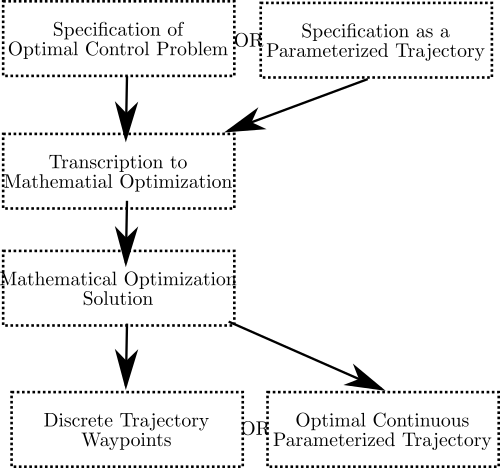 Specification of
Optimal Control Problem
OR
Specification as a
Parameterized Trajectory
Transcription to
Mathematial Optimization
Mathematical Optimization
Solution
Discrete Trajectory
Waypoints
OR
Optimal Continuous
Parameterized Trajectory